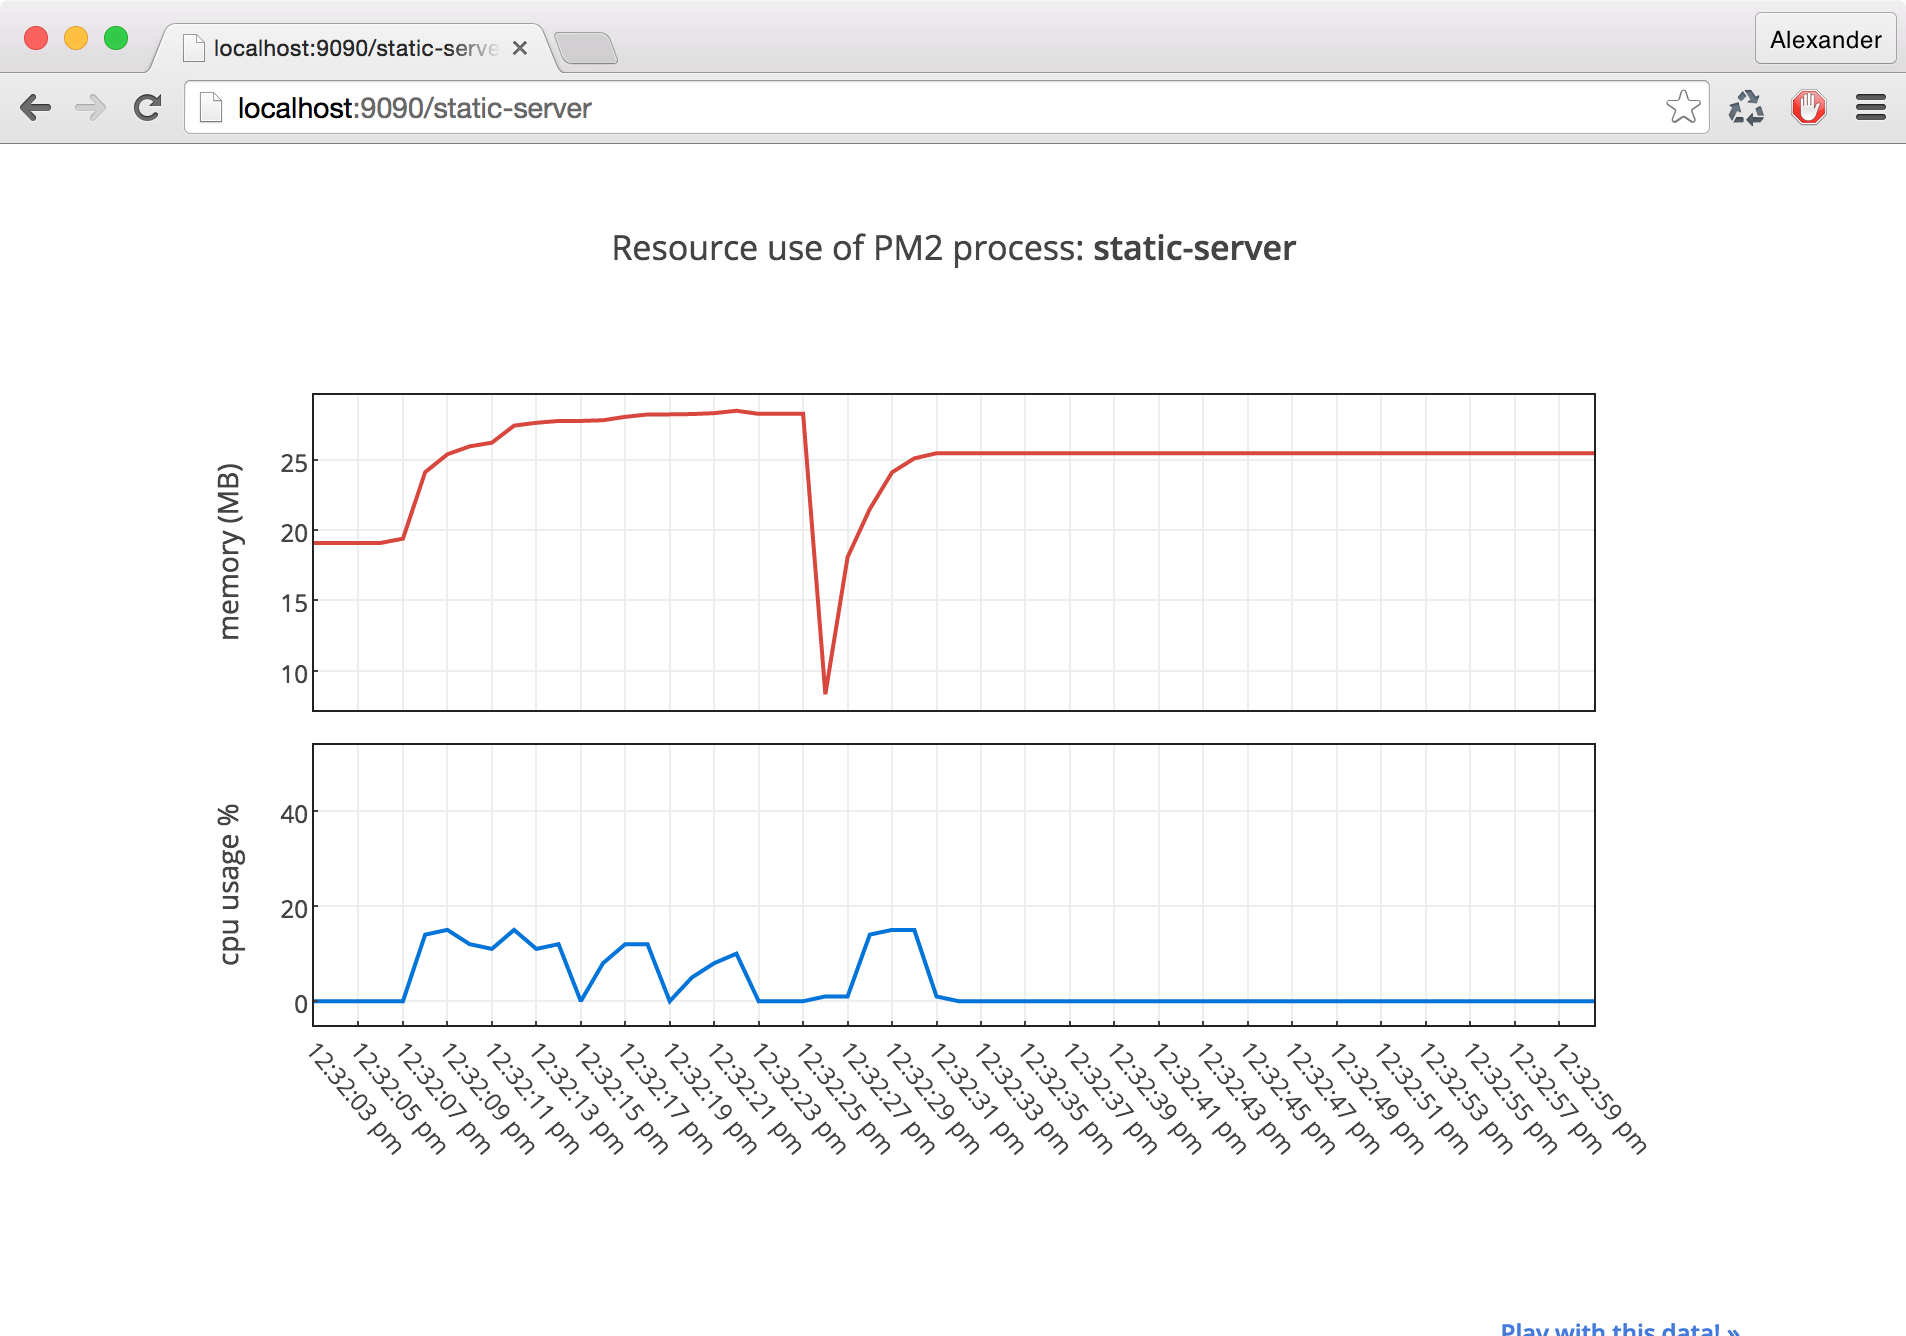 localhost:9090/static-serve
Alexander
localhost:9090/static-server
Resource use of PM2 process: static-server
memory (MB)
25
20
15
10
cpu usage %
40
20
0
12:32:03 pm
12:32:05 pm
12:32:07 pm
12:32:09 pm
12:32:11 pm
12:32:13 pm
12:32:15 pm
12:32:17 pm
12:32:19 pm
12:32:21 pm
12:32:23 pm
12:32:25 pm
12:32:27 pm
12:32:29 pm
12:32:31 pm
12:32:33 pm
12:32:35 pm
12:32:37 pm
12:32:39 pm
12:32:41 pm
12:32:43 pm
12:32:45 pm
12:32:47 pm
12:32:49 pm
12:32:51 pm
12:32:53 pm
12:32:55 pm
12:32:57 pm
12:32:59 pm
Play with this data! »